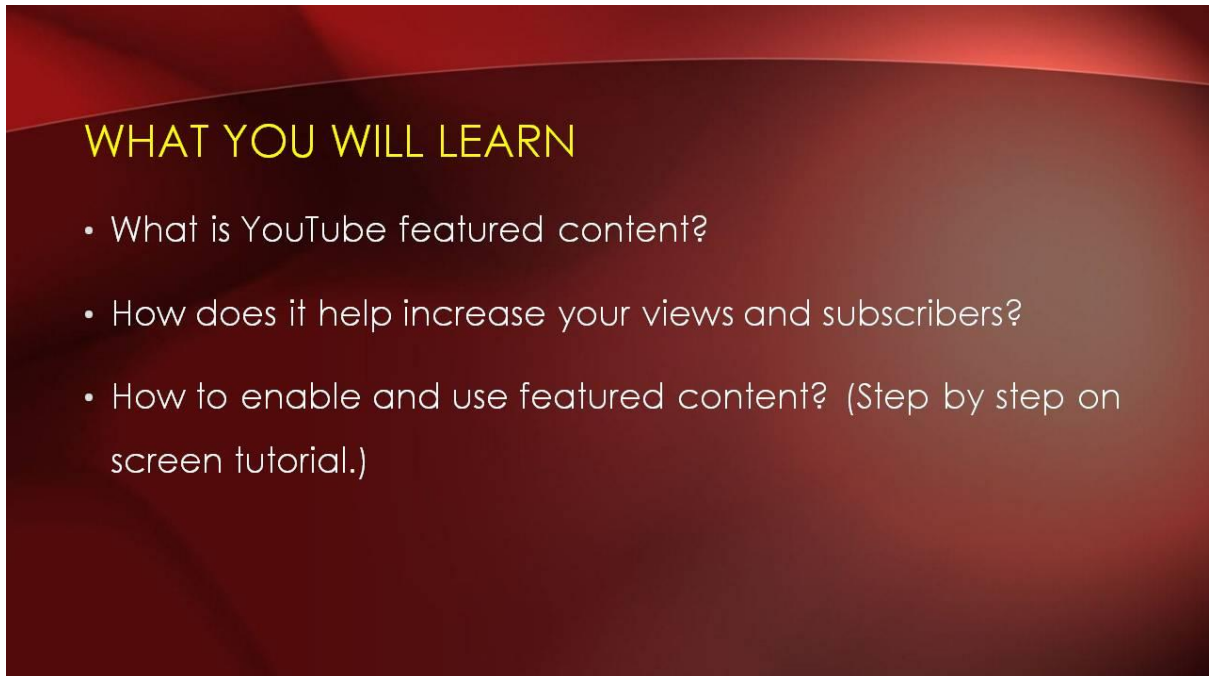 WHAT YOU WILL LEARN
• What is YouTube featured content?
• How does it help increase your views and subscribers?
• How to enable and use featured content? (Step by step on
screen tutorial.)